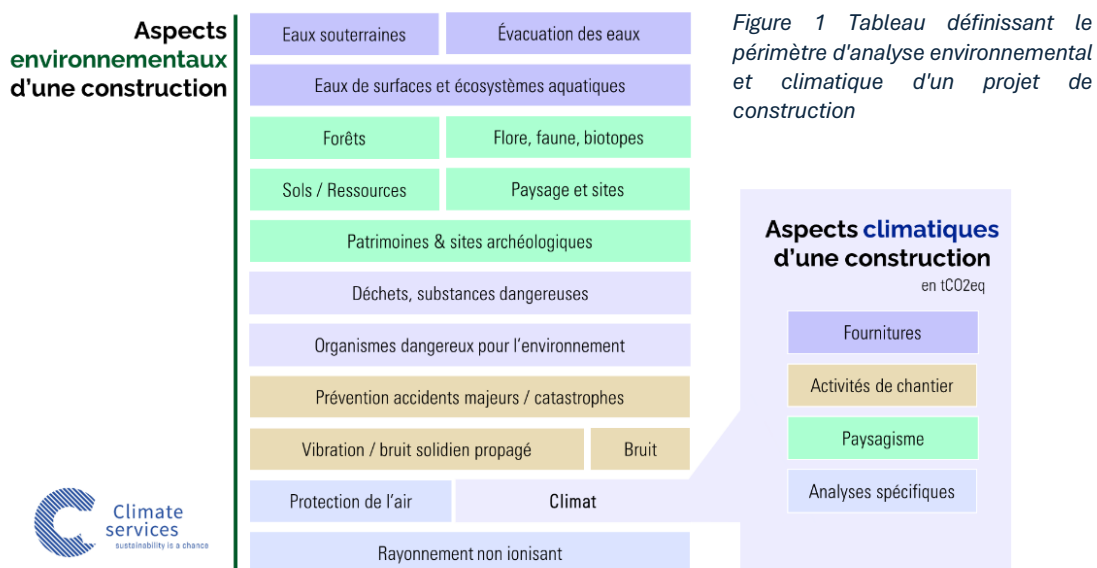 Aspects
environnementaux
d'une construction
Eaux souterraines
Évacuation des eaux
Eaux de surfaces et écosystèmes aquatiques
Forêts
Flore, faune, biotopes
Sols / Ressources
Paysage et sites
Patrimoines & sites archéologiques
Déchets, substances dangereuses
Organismes dangereux pour l'environnement
Prévention accidents majeurs / catastrophes
Vibration / bruit solidien propagé
Bruit
Protection de l'air
Climat
Rayonnement non ionisant
Figure 1 Tableau définissant le
périmètre d'analyse environnemental
et climatique d'un projet de
construction
Aspects climatiques
d'une construction
en tCO2eq
Fournitures
Activités de chantier
Paysagisme
Analyses spécifiques
Climate
services
sustainability is a chance